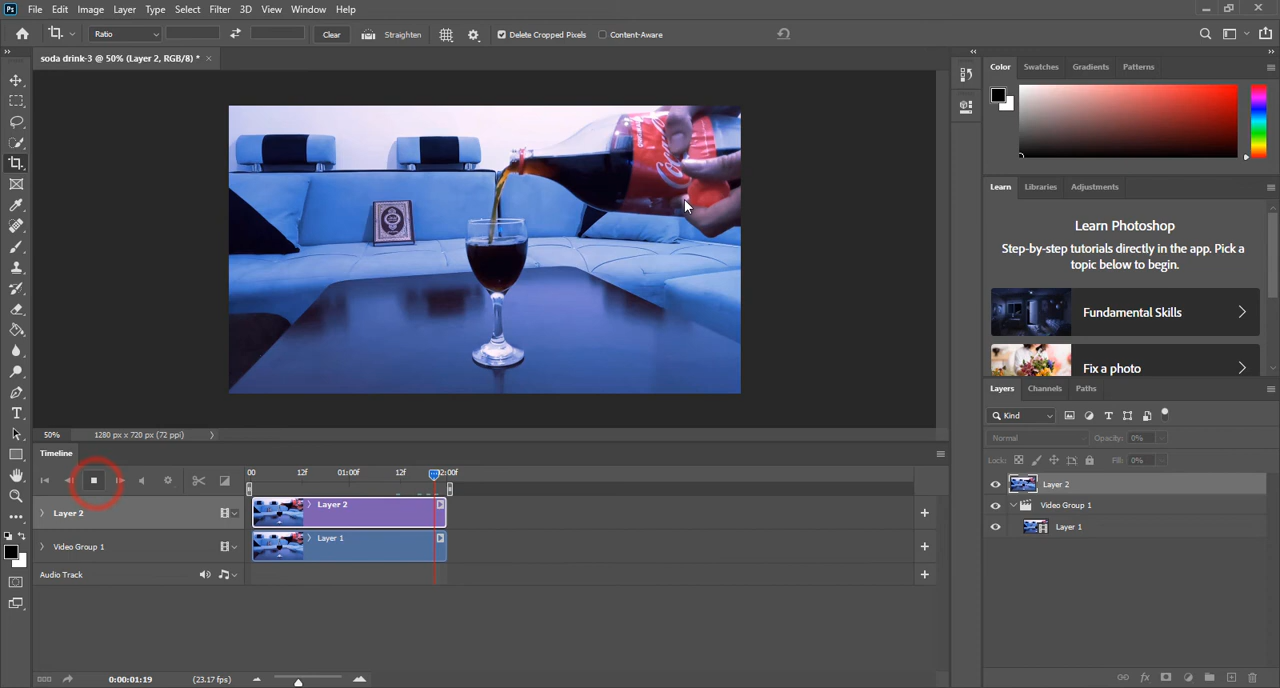 Ps File Edit Image Layer Type Select Filter 3D View Window Help
Ratio Clear Straighten Delete Cropped Pixels Content-Aware
soda drink-3 @ 50% (Layer 2, RGB/8) * ×
Color Swatches Gradients Patterns
Coca-Cola
Learn Libraries Adjustments
Learn Photoshop
Step-by-step tutorials directly in the app. Pick a
topic below to begin.
Fundamental Skills
Fix a photo
Layers Channels Paths
Kind
Normal Opacity: 0%
Lock: Fill: 0%
Layer 2
Video Group 1
Layer 1
50% 1280 px x 720 px (72 ppi)
Timeline
00 12f 01:00f 12f 02:00f
Layer 2 Layer 2
Video Group 1 Layer 1
Audio Track
0:00:01:19 (23.17 fps)